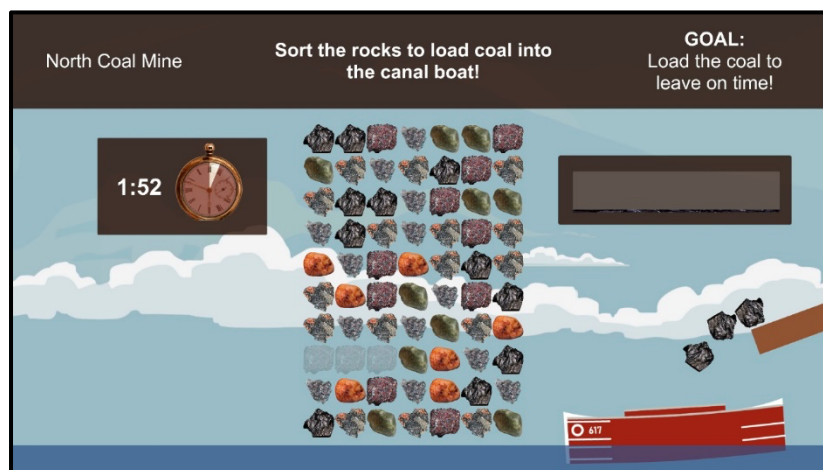 North Coal Mine
Sort the rocks to load coal into
the canal boat!
GOAL:
Load the coal to
leave on time!
1:52
617